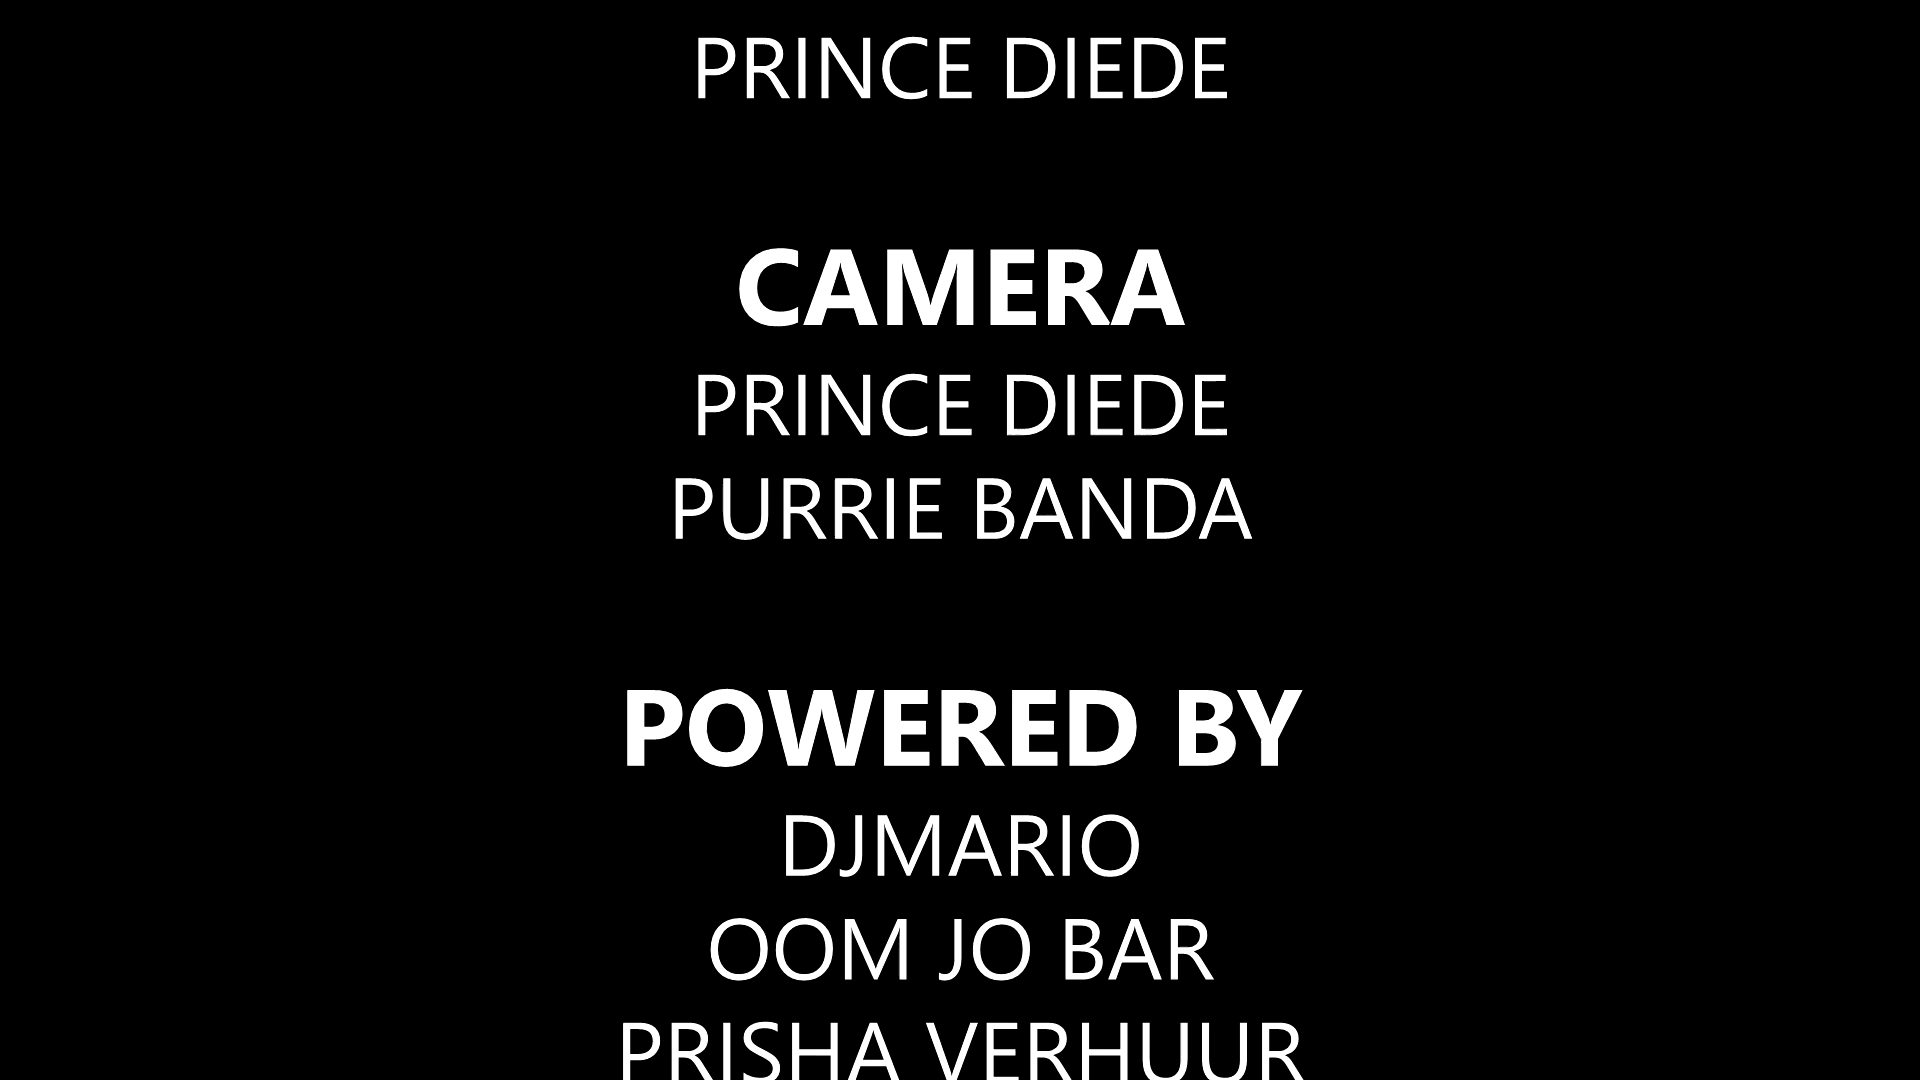 PRINCE DIEDE
CAMERA
PRINCE DIEDE
PURRIE BANDA
POWERED BY
DJMARIO
OOM JO BAR
PRISHA VERHUUR